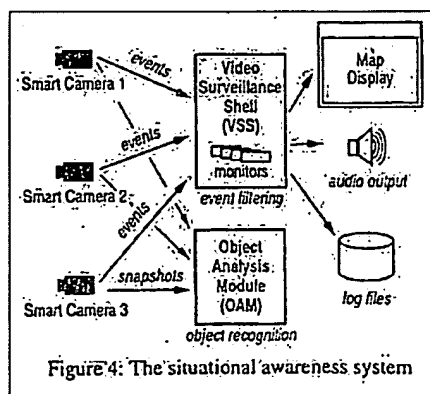 Smart Camera 1
events
Video
Surveillance
Shell
(VSS)
monitors
event filtering
Map
Display
Smart Camera 2
events
audio output
events
Smart Camera 3
snapshots
Object
Analysis
Module
(OAM)
object recognition
log files
Figure 4: The situational awareness system